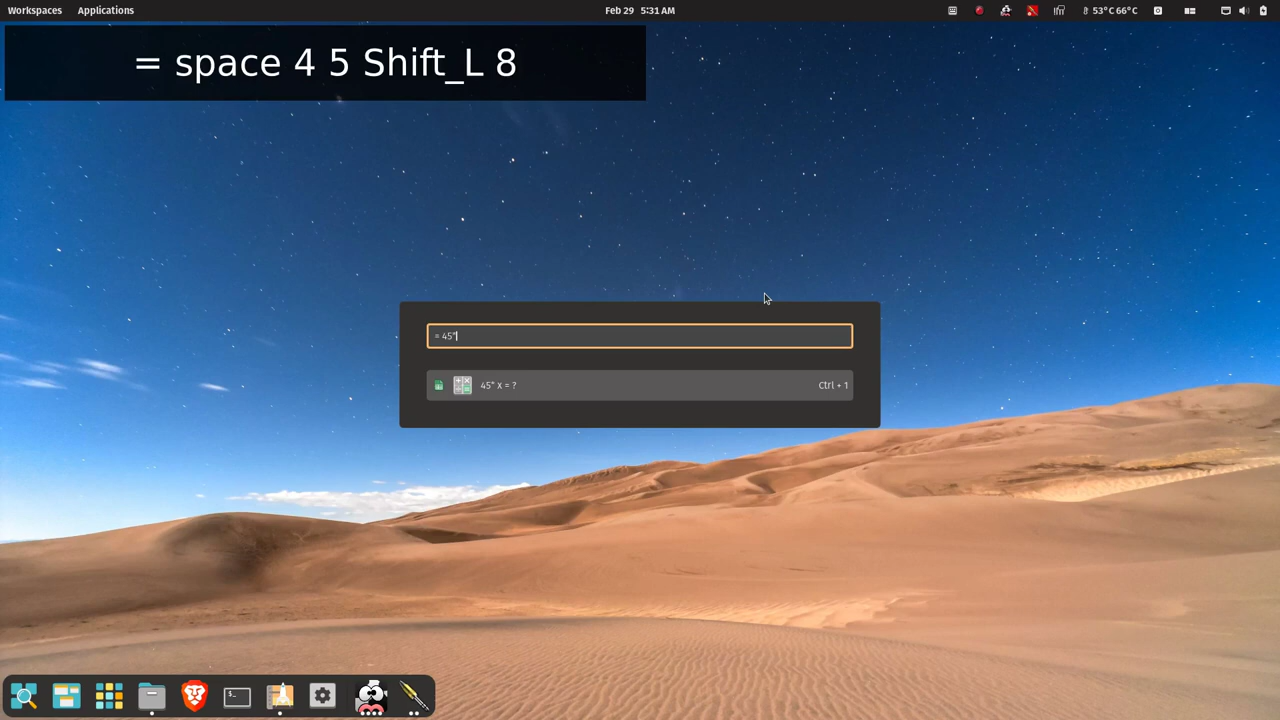 Workspaces Applications Feb 29 5:31 AM 53°C 66°C
= space 4 5 Shift_L 8
= 45*
45* x = ? Ctrl + 1